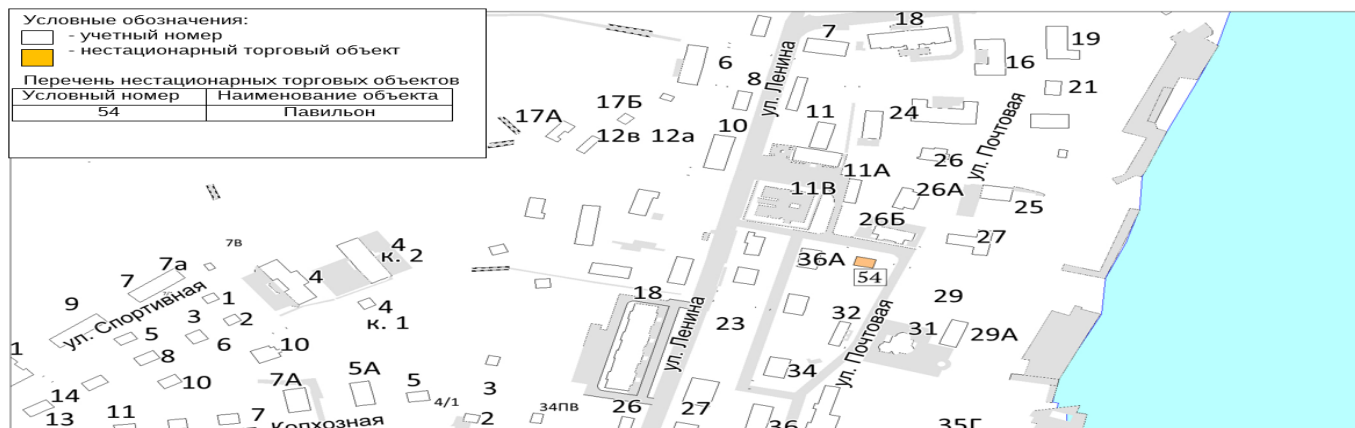 Условные обозначения:
- учетный номер
- нестационарный торговый объект
Перечень нестационарных торговых объектов
Условный номер Наименование объекта
54 Павильон
18
7
ул. Ленина
19
6
16
8
21
17Б
17А
10
11
24
12в 12а
ул. Почтовая
26
11А
11В
26А
25
26Б
27
7В
4
к. 2
7а
7
4
36А
54
1
9
ул. Спортивная
18
29
4
к. 1
3
2
ул. Ленина
23
32
ул. Почтовая
31
29А
5
6
10
1
8
34
14
10
7А
5А
5
3
4/1
34ПВ
26
27
13
11
7
Колхозная
2
36
35Г